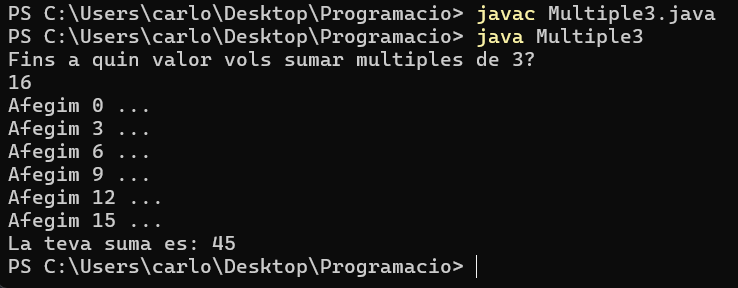 PS C:\Users\carlo\Desktop\Programacio> javac Multiple3.java
PS C:\Users\carlo\Desktop\Programacio> java Multiple3
Fins a quin valor vols sumar multiples de 3?
16
Afegim 0 ...
Afegim 3 ...
Afegim 6 ...
Afegim 9 ...
Afegim 12 ...
Afegim 15 ...
La teva suma es: 45
PS C:\Users\carlo\Desktop\Programacio>